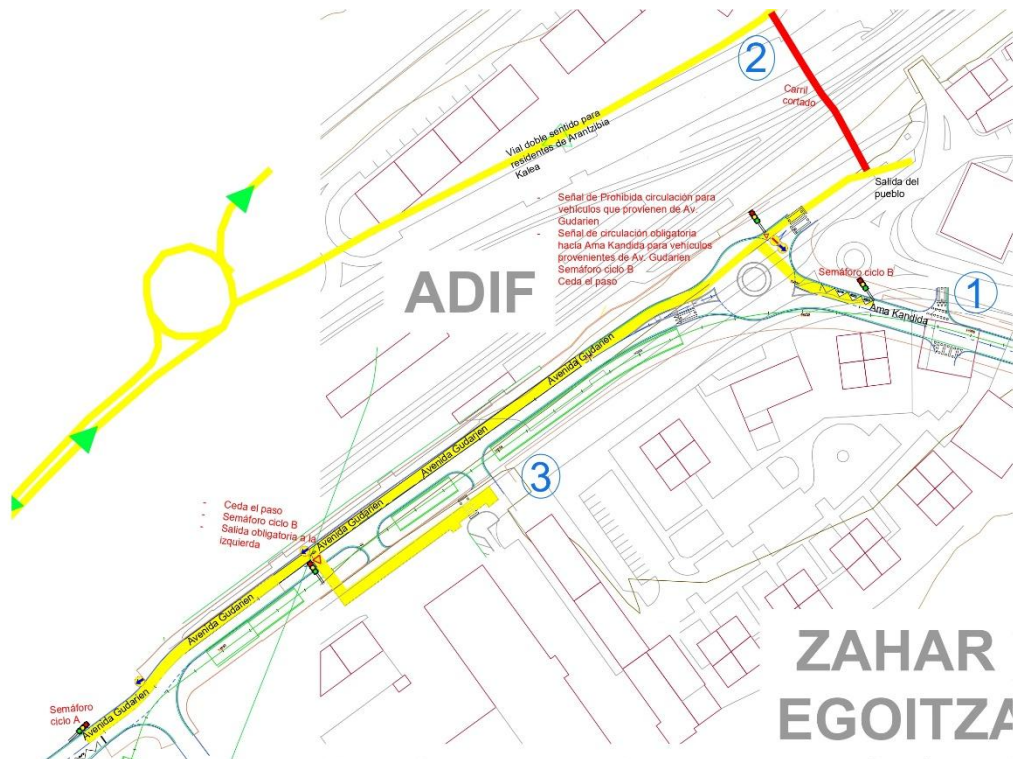 2
Carril
cortado
Vial doble sentido para
residentes de Arantzibia
Kalea
Salida del
pueblo
- Señal de Prohibida circulación para
vehículos que provienen de Av.
Gudarien
- Señal de circulación obligatoria
hacía Ama Kandida para vehículos
provenientes de Av. Gudarien
- Semáforo ciclo B
- Ceda el paso
ADIF
Semáforo ciclo B
1
Ama Kandida
Avenida Gudarien
Avenida Gudarien
3
- Ceda el paso
- Semáforo ciclo B
- Salida obligatoria a la
izquierda
Avenida Gudarien
Avenida Gudarien
Avenida Gudarien
Semáforo
ciclo A
ZAHAR
EGOITZA